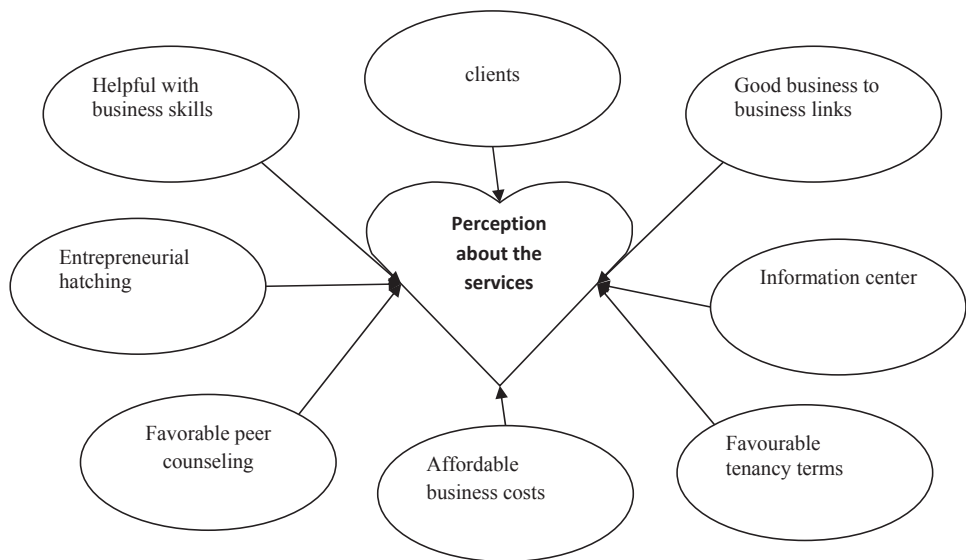 clients
Helpful with
business skills
Good business to
business links
Perception
about the
services
Entrepreneurial
hatching
Information center
Favorable peer
counseling
Affordable
business costs
Favourable
tenancy terms